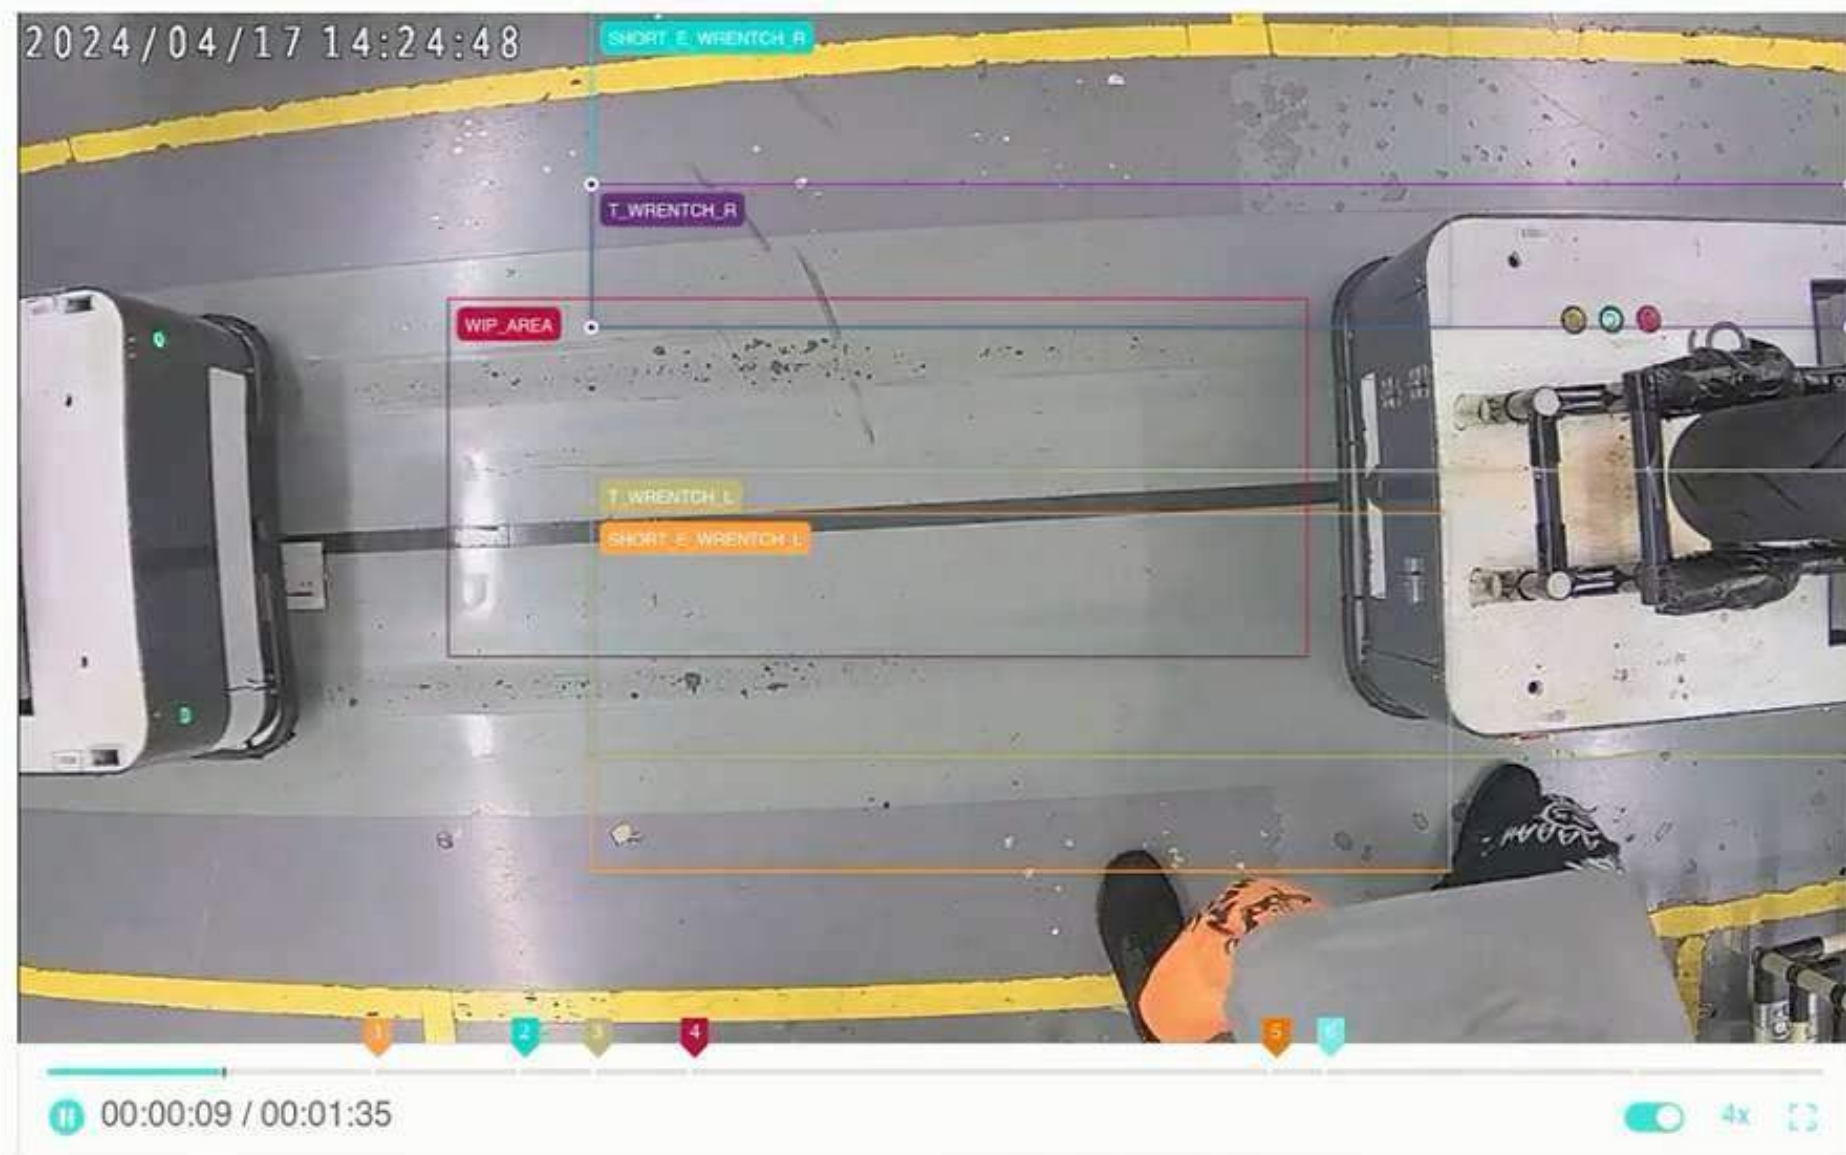 2024/04/17 14:24:48
SHORT_E_WRENTCH_R
T_WRENTCH_R
WIP_AREA
T_WRENTCH_L
SHORT_E_WRENTCH_L
1
2
3
4
5
6
00:00:09 / 00:01:35
4x